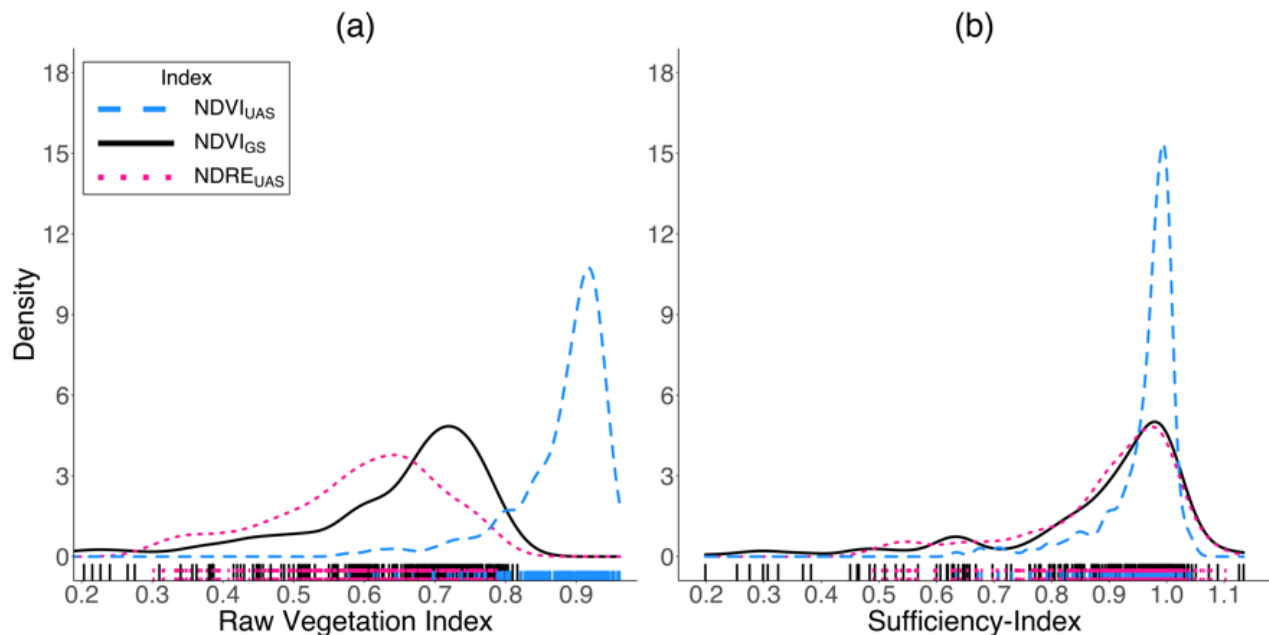 (a)
(b)
Index
NDVI_UAS
NDVI_GS
NDRE_UAS
Density
18
15
12
9
6
3
0
18
15
12
9
6
3
0
0.2 0.3 0.4 0.5 0.6 0.7 0.8 0.9
0.2 0.3 0.4 0.5 0.6 0.7 0.8 0.9 1.0 1.1
Raw Vegetation Index
Sufficiency-Index